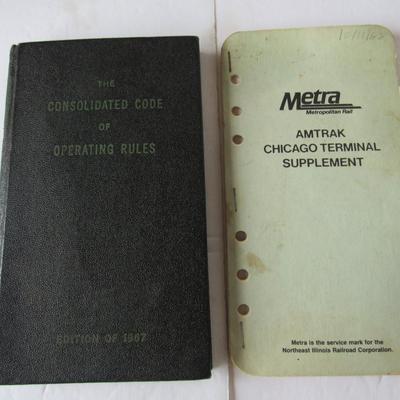 THE
CONSOLIDATED CODE
OF
OPERATING RULES
EDITION OF 1967
Metra
Metropolitan Rail
AMTRAK
CHICAGO TERMINAL
SUPPLEMENT
Metra is the service mark for the
Northeast Illinois Railroad Corporation.